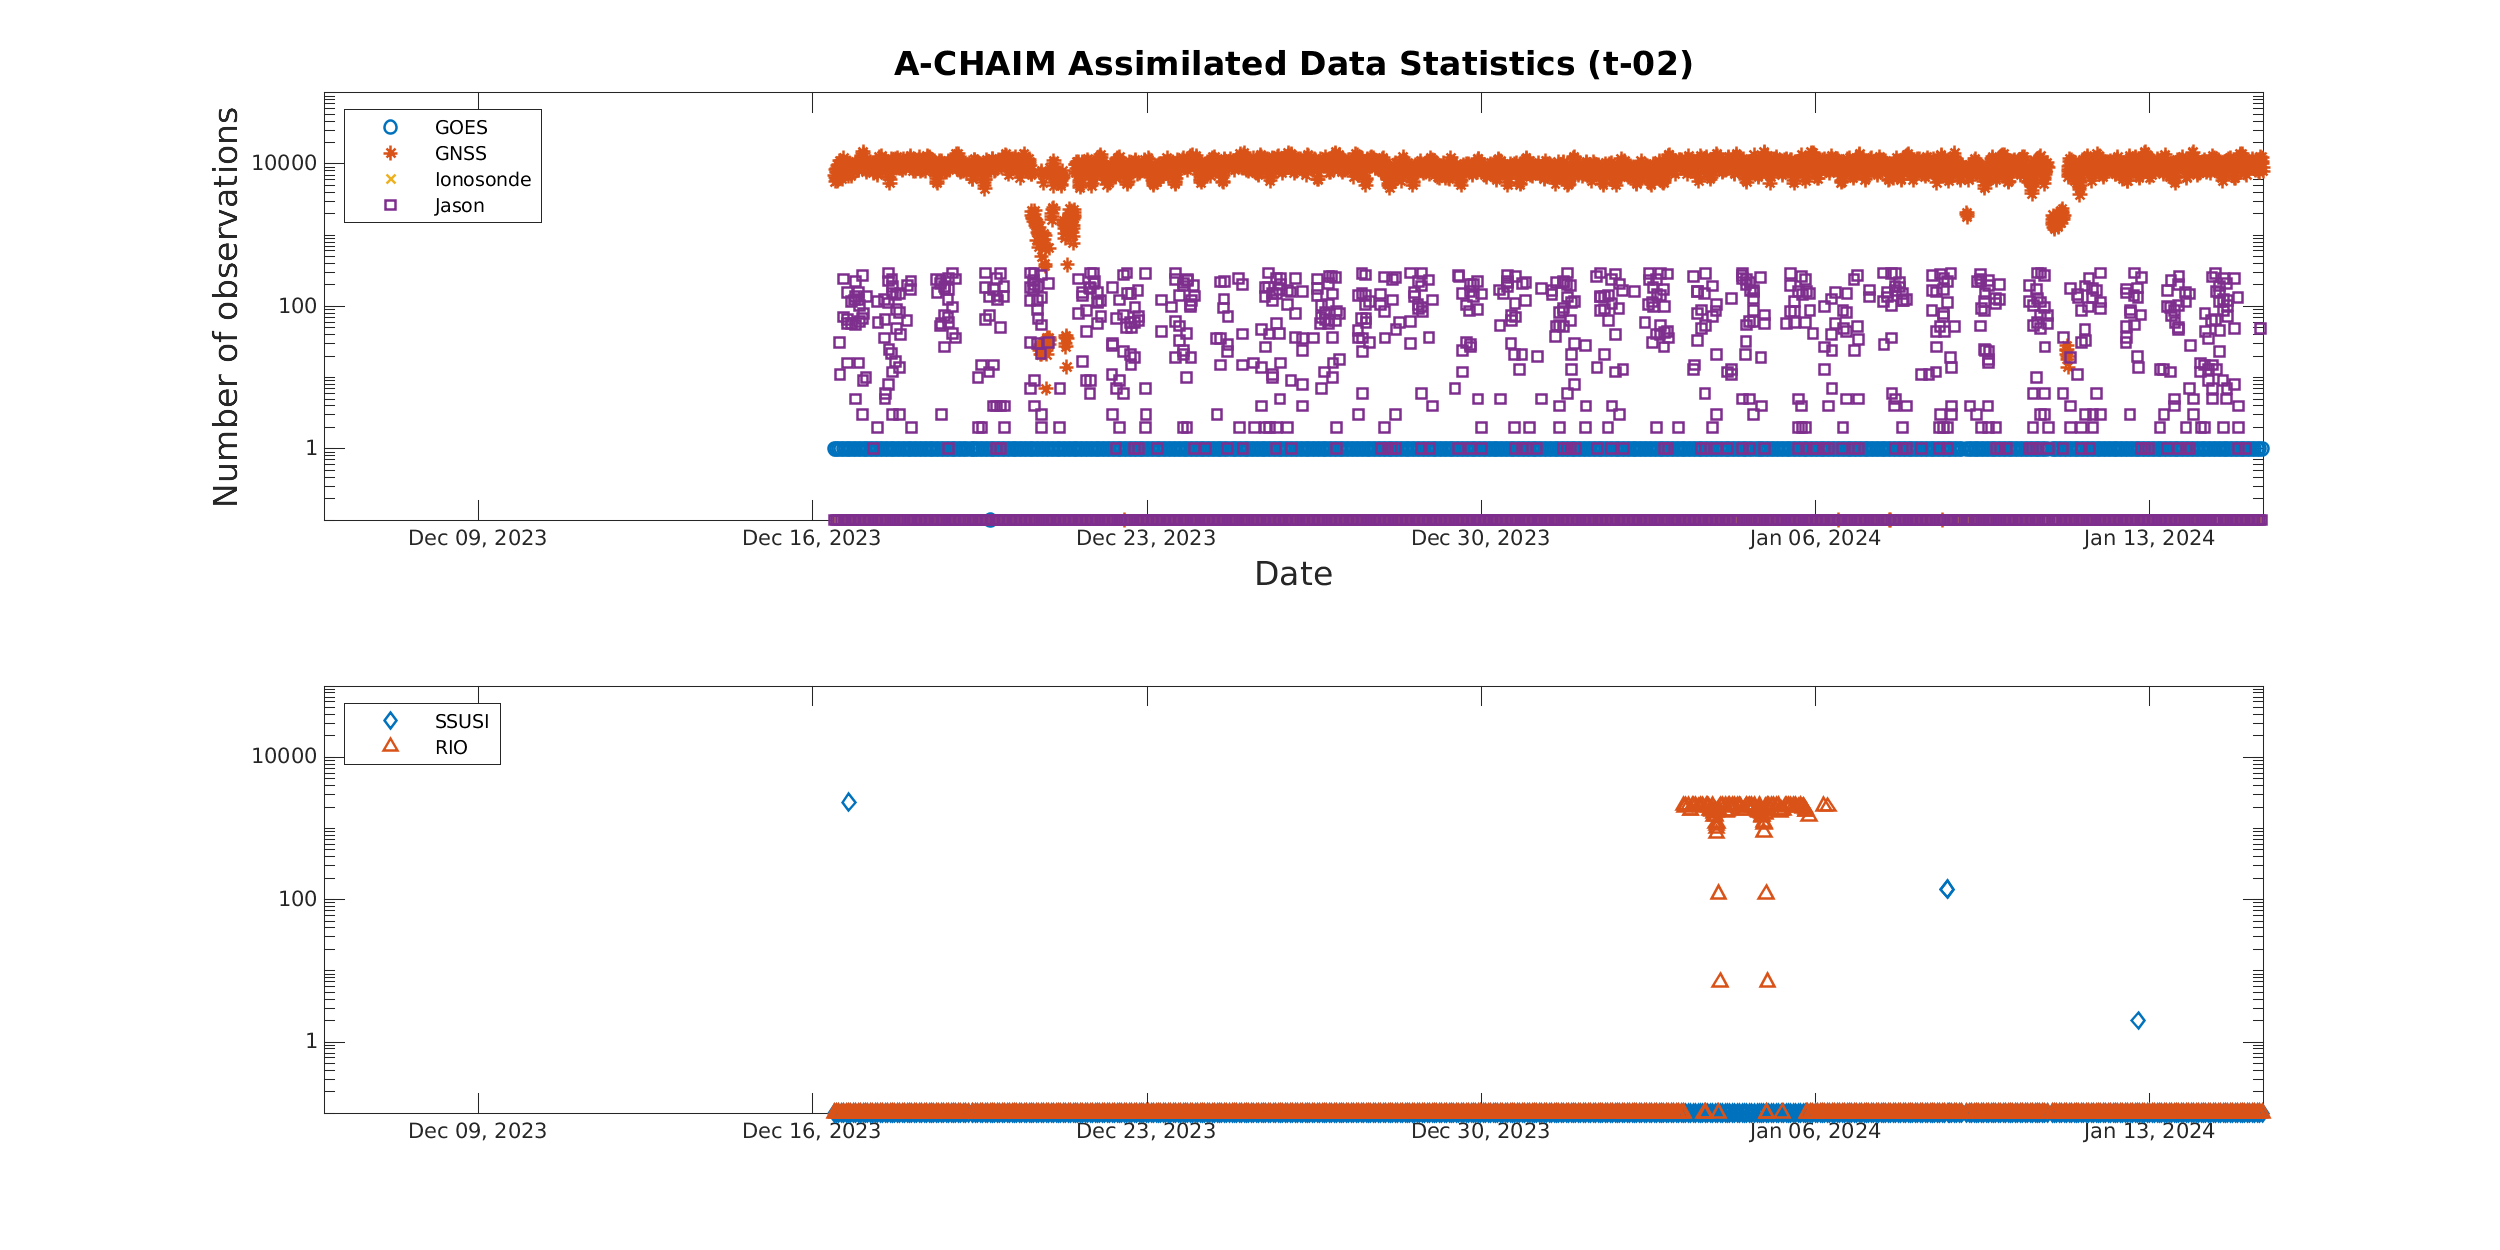 A-CHAIM Assimilated Data Statistics (t-02)
Number of observations
10000
100
1
GOES
GNSS
Ionosonde
Jason
Dec 09, 2023
Dec 16, 2023
Dec 23, 2023
Dec 30, 2023
Jan 06, 2024
Jan 13, 2024
Date
10000
100
1
SSUSI
RIO
Dec 09, 2023
Dec 16, 2023
Dec 23, 2023
Dec 30, 2023
Jan 06, 2024
Jan 13, 2024